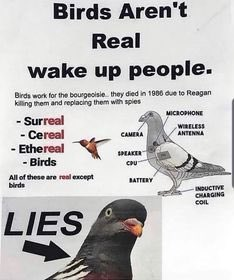 Birds Aren't
Real
wake up people.
Birds work for the bourgeoisie.. they died in 1986 due to Reagan
killing them and replacing them with spies
- Surreal
- Cereal
- Ethereal
- Birds
All of these are real except
birds
MICROPHONE
WIRELESS
ANTENNA
CAMERA
SPEAKER
CPU
BATTERY
INDUCTIVE
CHARGING
COIL
LIES